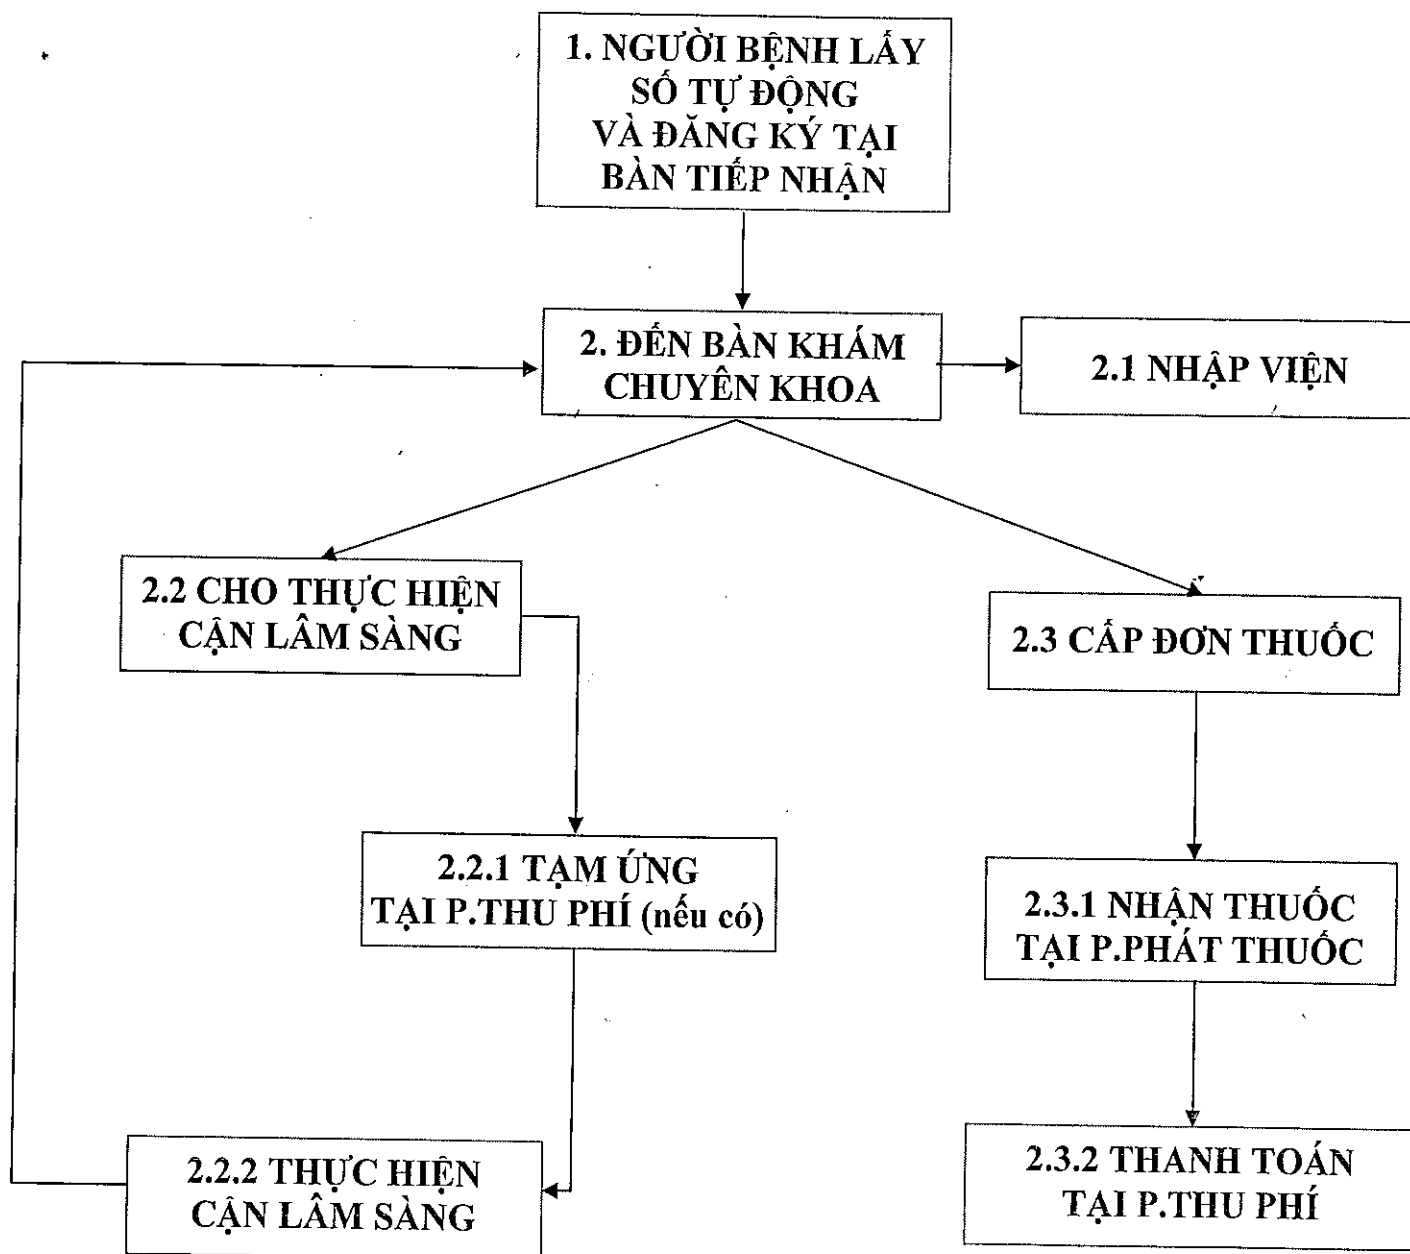 1. NGƯỜI BỆNH LẤY
SỐ TỰ ĐỘNG
VÀ ĐĂNG KÝ TẠI
BÀN TIẾP NHẬN
2. ĐẾN BÀN KHÁM
CHUYÊN KHOA
2.1 NHẬP VIỆN
2.2 CHO THỰC HIỆN
CẬN LÂM SÀNG
2.3 CẤP ĐƠN THUỐC
2.2.1 TẠM ỨNG
TẠI P.THU PHÍ (nếu có)
2.3.1 NHẬN THUỐC
TẠI P.PHÁT THUỐC
2.2.2 THỰC HIỆN
CẬN LÂM SÀNG
2.3.2 THANH TOÁN
TẠI P.THU PHÍ